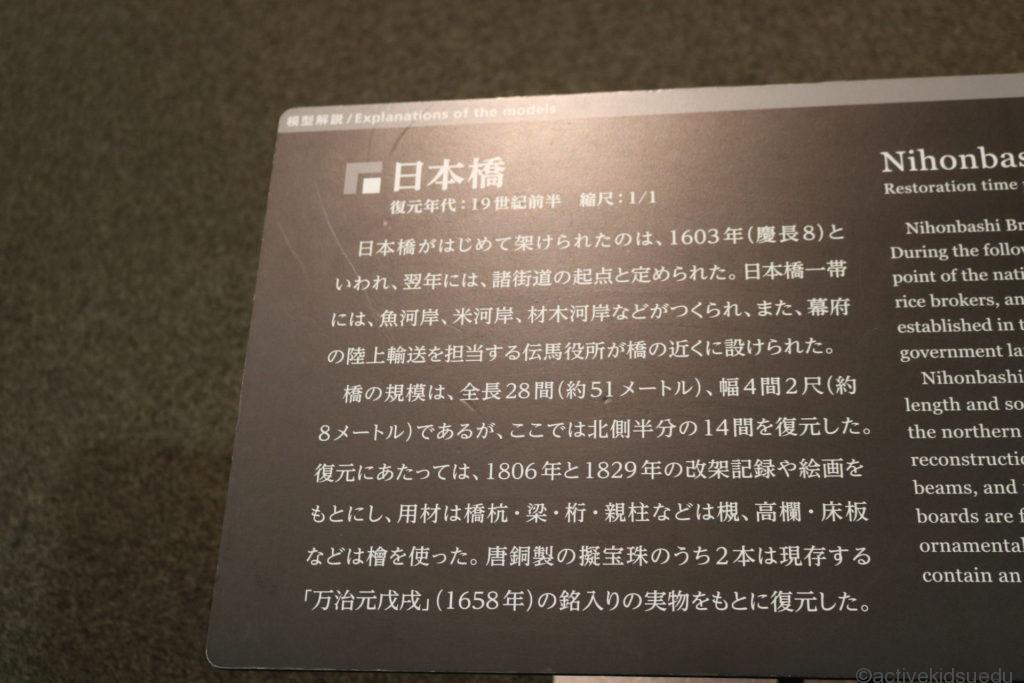 模型解説/Explanations of the models
日本橋
復元年代：19世紀前半　縮尺：1/1
日本橋がはじめて架けられたのは、1603年（慶長8）と
いわれ、翌年には、諸街道の起点と定められた。日本橋一帯
には、魚河岸、米河岸、材木河岸などがつくられ、また、幕府
の陸上輸送を担当する伝馬役所が橋の近くに設けられた。
橋の規模は、全長28間（約51メートル）、幅4間2尺（約
8メートル）であるが、ここでは北側半分の14間を復元した。
復元にあたっては、1806年と1829年の改架記録や絵画を
もとにし、用材は橋杭・梁・桁・親柱などは槻、高欄・床板
などは檜を使った。唐銅製の擬宝珠のうち2本は現存する
「万治元戊戌」（1658年）の銘入りの実物をもとに復元した。
Nihonbas
Restoration time
Nihonbashi Br
During the follow
point of the nati
rice brokers, an
established in t
government la
Nihonbashi
length and so
the northern
reconstructio
beams, and
boards are f
ornamental
contain an
©activekidsuedu